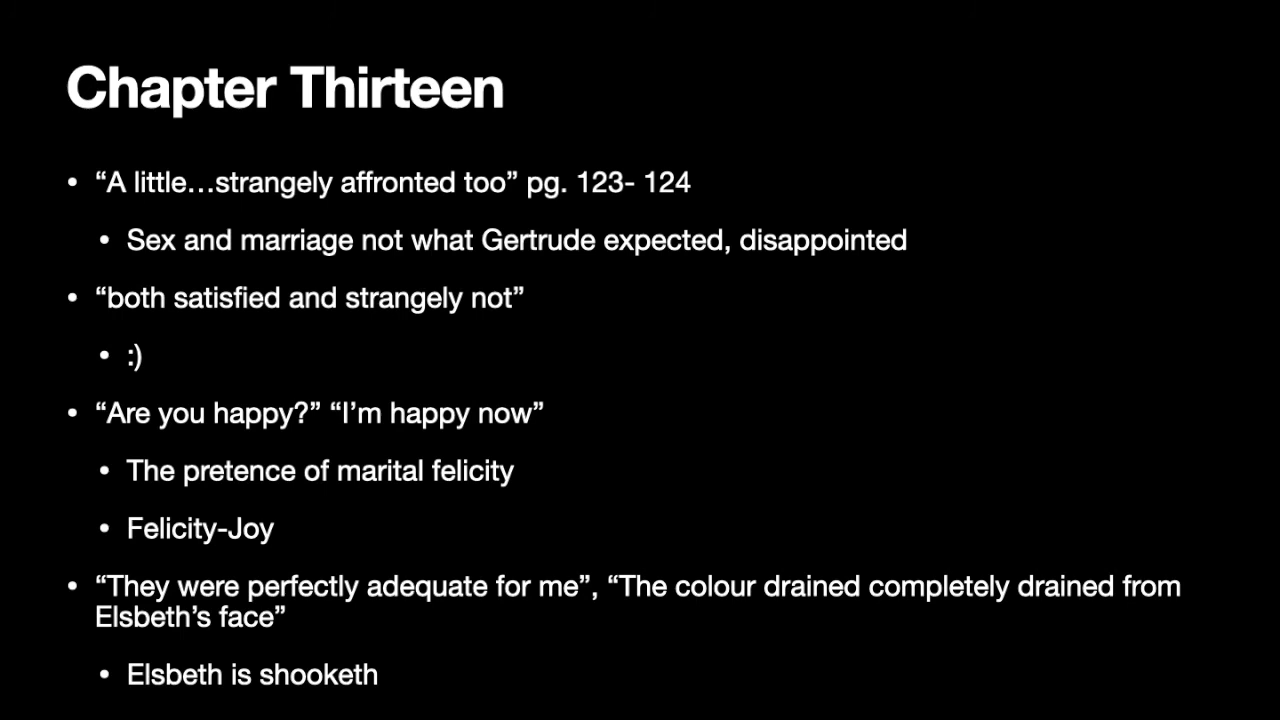 Chapter Thirteen
• “A little…strangely affronted too” pg. 123- 124
• Sex and marriage not what Gertrude expected, disappointed
• “both satisfied and strangely not”
• :)
• “Are you happy?” “I’m happy now”
• The pretence of marital felicity
• Felicity-Joy
• “They were perfectly adequate for me”, “The colour drained completely drained from
Elsbeth’s face”
• Elsbeth is shooketh